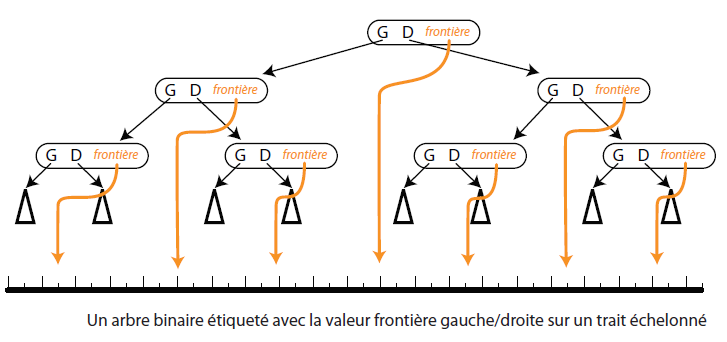 G D frontière
G D frontière
G D frontière
G D frontière
G D frontière
G D frontière
G D frontière
Un arbre binaire étiqueté avec la valeur frontière gauche/droite sur un trait échelonné